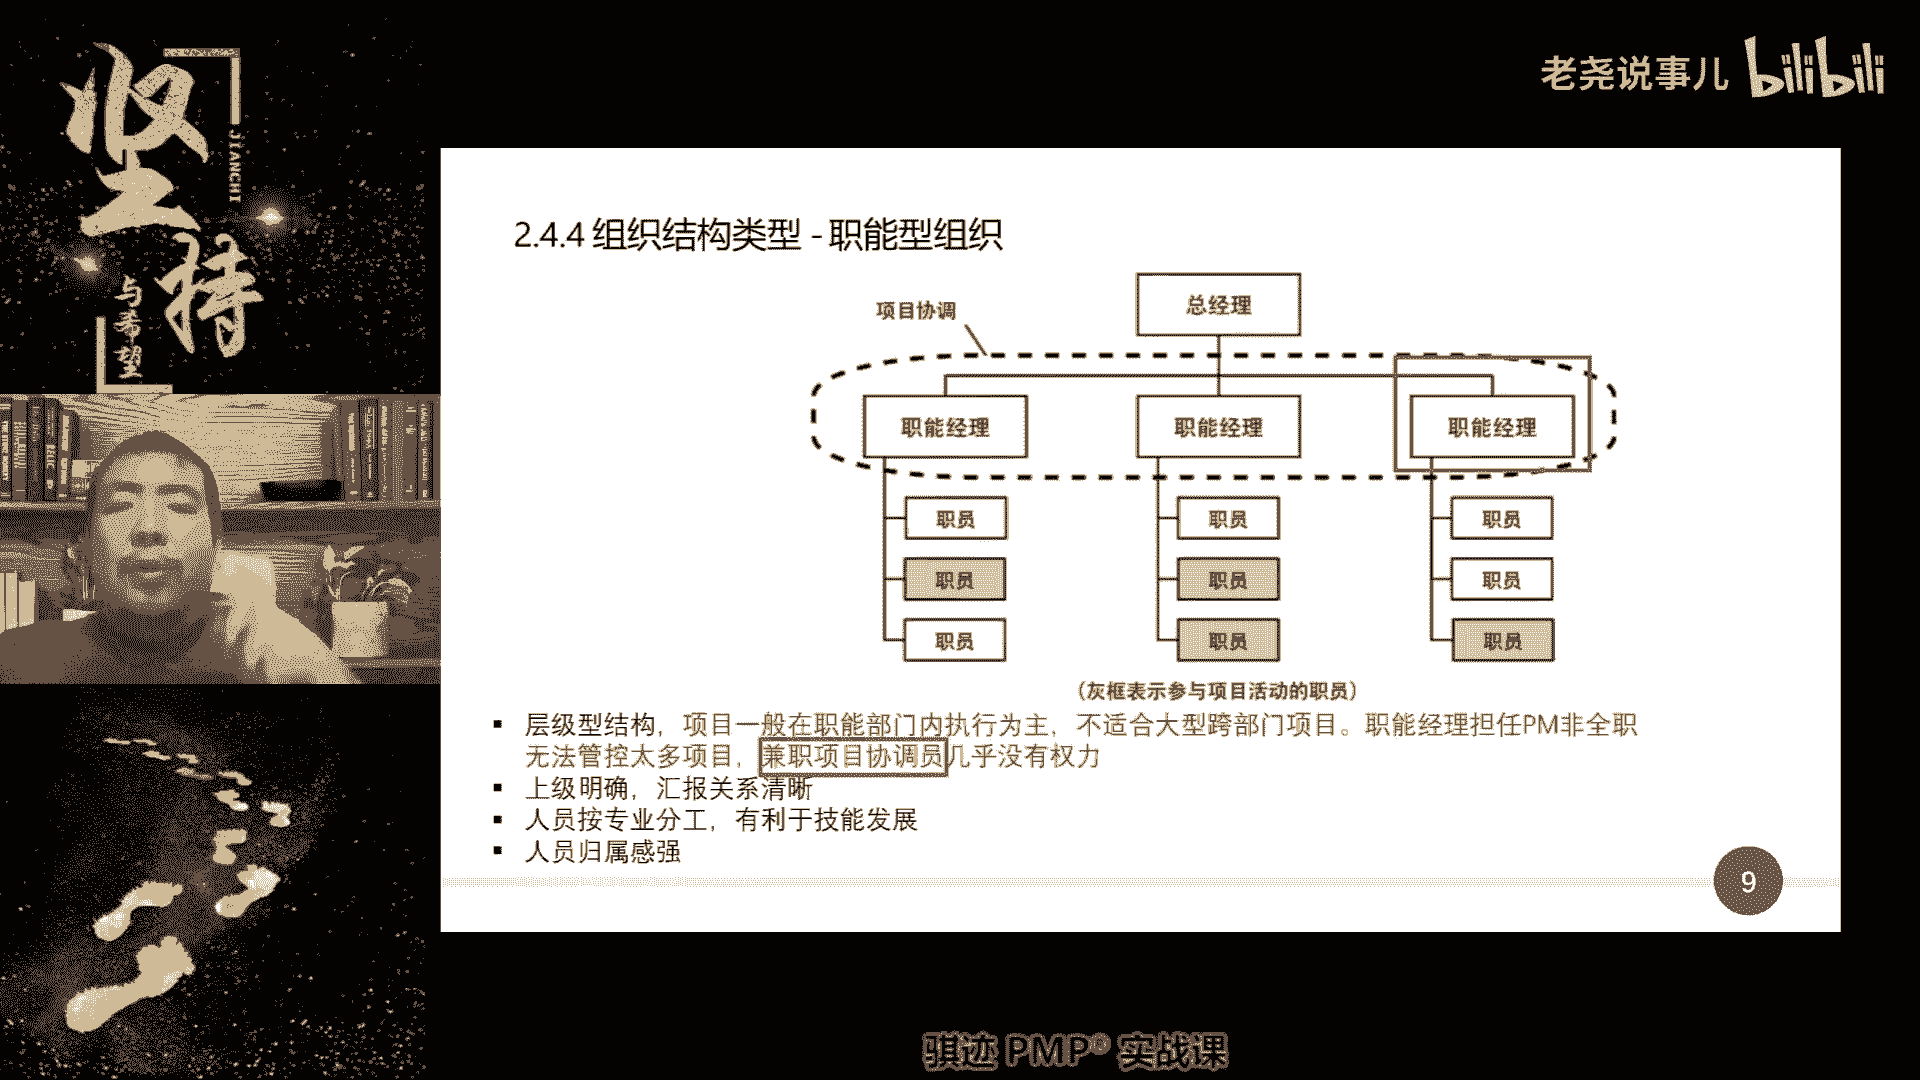 坚持
JIANCHI
与希望
老尧说事儿 bilibili
2.4.4 组织结构类型 - 职能型组织
项目协调
总经理
职能经理 职能经理 职能经理
职员 职员 职员
职员 职员 职员
职员 职员 职员
（灰框表示参与项目活动的职员）
▪ 层级型结构，项目一般在职能部门内执行为主，不适合大型跨部门项目。职能经理担任PM非全职
无法管控太多项目，兼职项目协调员几乎没有权力
▪ 上级明确，汇报关系清晰
▪ 人员按专业分工，有利于技能发展
▪ 人员归属感强
9
骐迹 PMP® 实战课